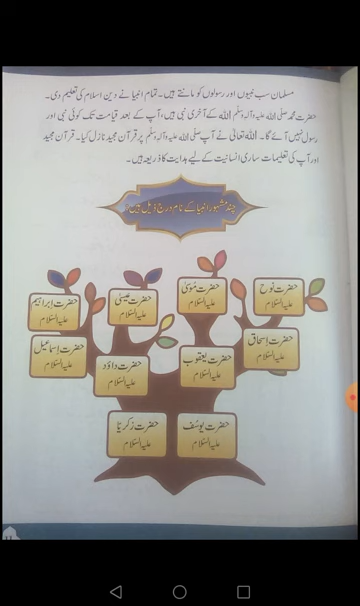 مسلمان سب نبیوں اور رسولوں کو مانتے ہیں۔ تمام انبیا نے دین اسلام کی تعلیم دی۔
حضرت محمد صلی اللہ علیہ وآلہ وسلم اللہ کے آخری نبی ہیں، آپ کے بعد قیامت تک کوئی نبی اور
رسول نہیں آئے گا۔ اللہ تعالیٰ نے آپ صلی اللہ علیہ وآلہ وسلم پر قرآن مجید نازل کیا۔ قرآن مجید
اور آپ کی تعلیمات ساری انسانیت کے لیے ہدایت کا ذریعہ ہیں۔
چند مشہور انبیا کے نام درج ذیل ہیں
حضرت نوح
علیہ السلام
حضرت موسیٰ
علیہ السلام
حضرت عیسیٰ
علیہ السلام
حضرت ابراہیم
علیہ السلام
حضرت اسحاق
علیہ السلام
حضرت یعقوب
علیہ السلام
حضرت داؤد
علیہ السلام
حضرت اسماعیل
علیہ السلام
حضرت یوسف
علیہ السلام
حضرت زکریا
علیہ السلام